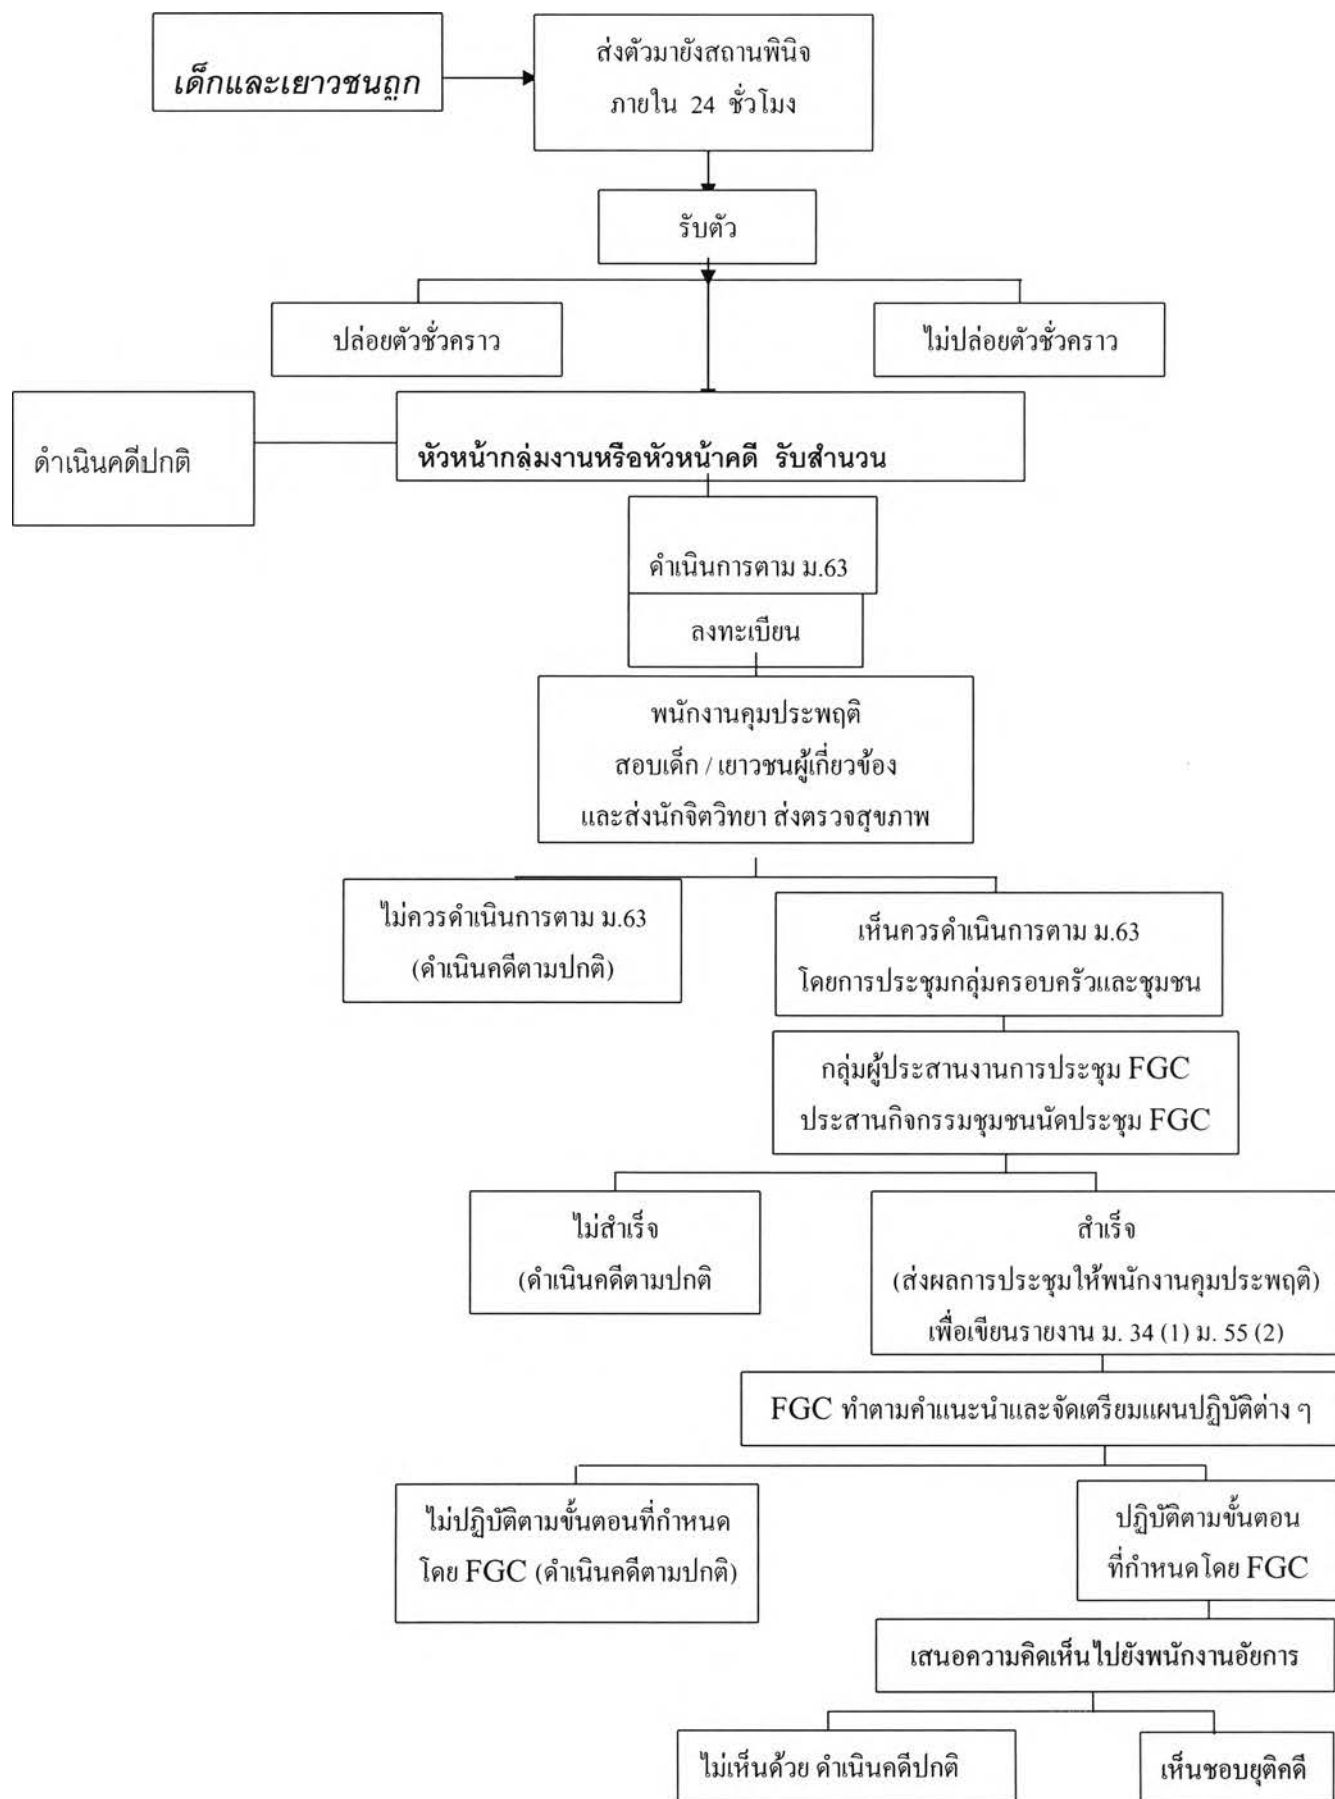 เด็กและเยาวชนถูก
ส่งตัวมายังสถานพินิจ
ภายใน 24 ชั่วโมง
รับตัว
ปล่อยตัวชั่วคราว
ไม่ปล่อยตัวชั่วคราว
ดำเนินคดีปกติ
หัวหน้ากลุ่มงานหรือหัวหน้าคดี รับสำนวน
ดำเนินการตาม ม.63
ลงทะเบียน
พนักงานคุมประพฤติ
สอบเด็ก / เยาวชนผู้เกี่ยวข้อง
และส่งนักจิตวิทยา ส่งตรวจสุขภาพ
ไม่ควรดำเนินการตาม ม.63
(ดำเนินคดีตามปกติ)
เห็นควรดำเนินการตาม ม.63
โดยการประชุมกลุ่มครอบครัวและชุมชน
กลุ่มผู้ประสานงานการประชุม FGC
ประสานกิจกรรมชุมชนนัดประชุม FGC
ไม่สำเร็จ
(ดำเนินคดีตามปกติ
สำเร็จ
(ส่งผลการประชุมให้พนักงานคุมประพฤติ)
เพื่อเขียนรายงาน ม. 34 (1) ม. 55 (2)
FGC ทำตามคำแนะนำและจัดเตรียมแผนปฏิบัติต่าง ๆ
ไม่ปฏิบัติตามขั้นตอนที่กำหนด
โดย FGC (ดำเนินคดีตามปกติ)
ปฏิบัติตามขั้นตอน
ที่กำหนดโดย FGC
เสนอความคิดเห็นไปยังพนักงานอัยการ
ไม่เห็นด้วย ดำเนินคดีปกติ
เห็นชอบยุติคดี